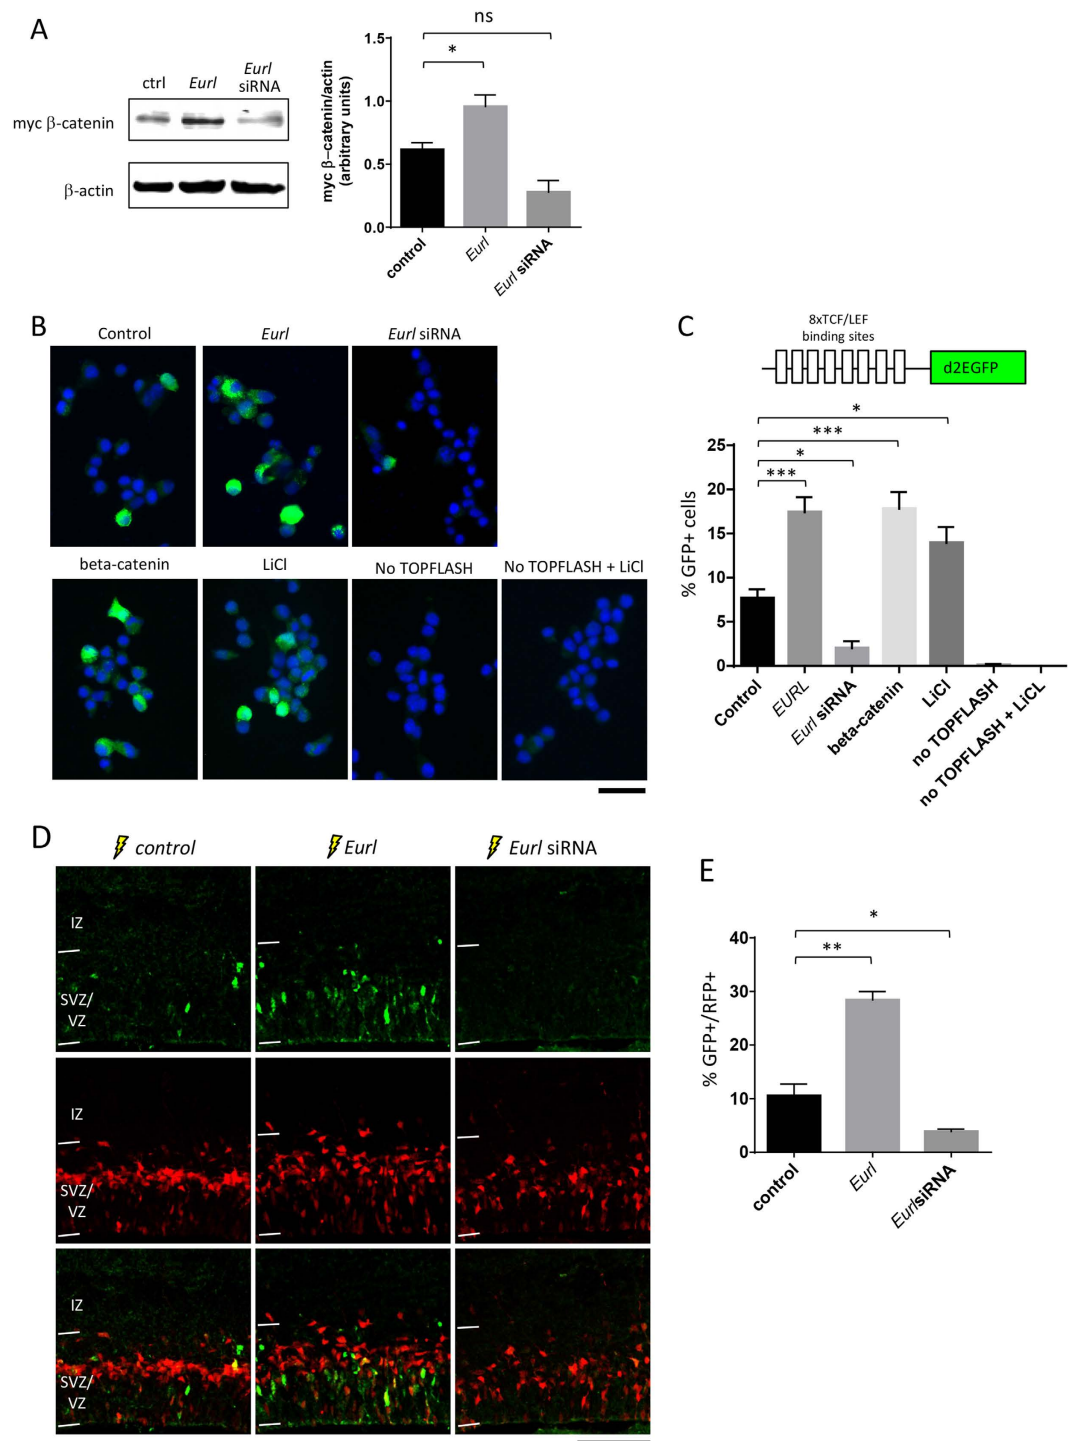 A
ctrl
Eurl
Eurl
siRNA
myc β-catenin
β-actin
ns
*
1.5
1.0
0.5
0.0
myc β−catenin/actin
(arbitrary units)
control
Eurl
Eurl siRNA
B
Control
Eurl
Eurl siRNA
beta-catenin
LiCl
No TOPFLASH
No TOPFLASH + LiCl
C
8xTCF/LEF
binding sites
d2EGFP
*
***
*
***
25
20
15
10
5
0
% GFP+ cells
Control
EURL
Eurl siRNA
beta-catenin
LiCl
no TOPFLASH
no TOPFLASH + LiCL
D
control
Eurl
Eurl siRNA
IZ
SVZ/
VZ
IZ
SVZ/
VZ
IZ
SVZ/
VZ
E
*
**
40
30
20
10
0
% GFP+/RFP+
control
Eurl
EurlsiRNA